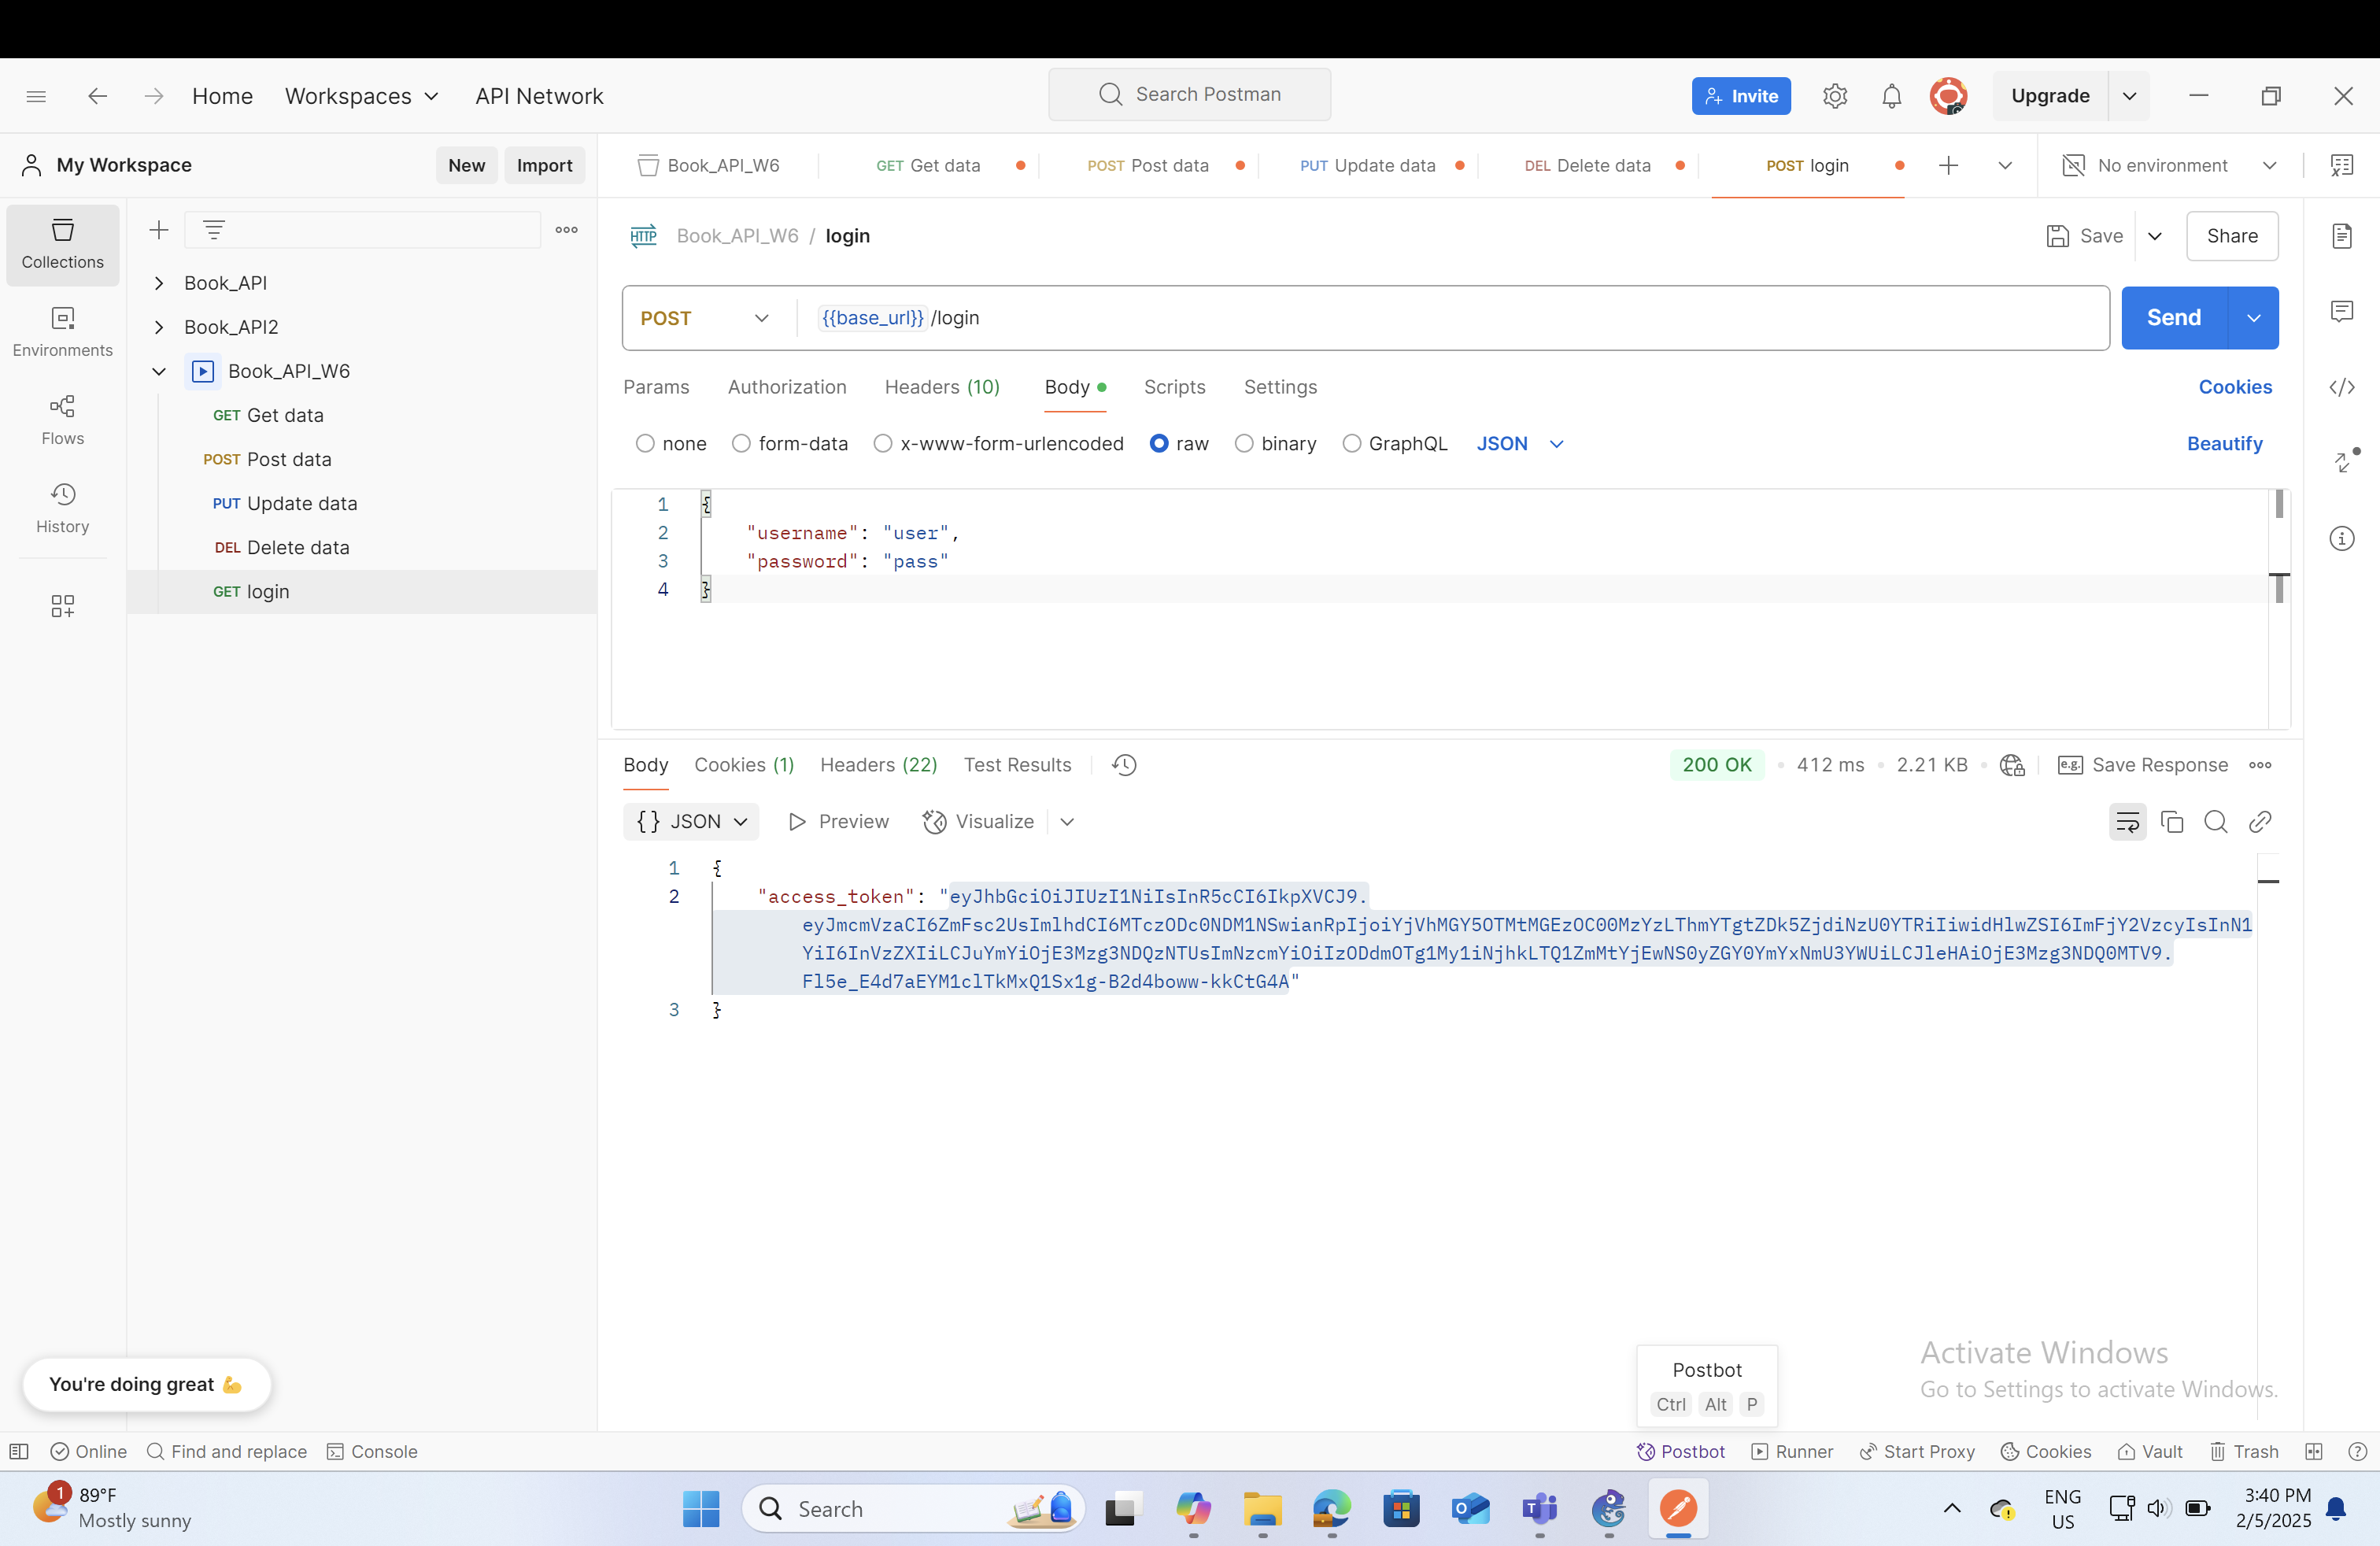 Home Workspaces API Network Search Postman Invite Upgrade
My Workspace New Import Book_API_W6 GET Get data POST Post data PUT Update data DEL Delete data POST login No environment
Collections
Environments
Flows
History
Book_API
Book_API2
Book_API_W6
GET Get data
POST Post data
PUT Update data
DEL Delete data
GET login
HTTP Book_API_W6 / login Save Share
POST {{base_url}} /login Send
Params Authorization Headers (10) Body Scripts Settings Cookies
none form-data x-www-form-urlencoded raw binary GraphQL JSON Beautify
1 {
2 "username": "user",
3 "password": "pass"
4 }
Body Cookies (1) Headers (22) Test Results 200 OK 412 ms 2.21 KB e.g. Save Response
{} JSON Preview Visualize
1 {
2 "access_token": "eyJhbGciOiJIUzI1NiIsInR5cCI6IkpXVCJ9.
eyJmcmVzaCI6ZmFsc2UsImlhdCI6MTczODc0NDM1NSwianRpIjoiYjVhMGY5OTMtMGEzOC00MzYzLThmYTgtZDk5ZjdiNzU0YTRiIiwidHlwZSI6ImFjY2VzcyIsInN1
YiI6InVzZXIiLCJuYmYiOjE3Mzg3NDQzNTUsImNzcmYiOiIzODdmOTg1My1iNjhkLTQ1ZmMtYjEwNS0yZGY0YmYxNmU3YWUiLCJleHAiOjE3Mzg3NDQ0MTV9.
Fl5e_E4d7aEYM1clTkMxQ1Sx1g-B2d4boww-kkCtG4A"
3 }
You're doing great
Postbot
Ctrl Alt P
Activate Windows
Go to Settings to activate Windows.
Online Find and replace Console Postbot Runner Start Proxy Cookies Vault Trash
1 89°F
Mostly sunny
Search
ENG
US
3:40 PM
2/5/2025